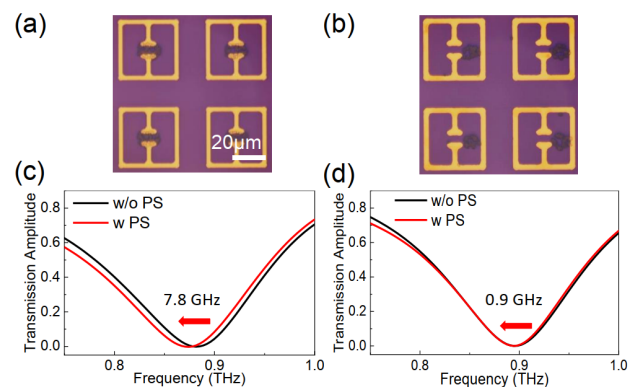 (a)
(b)
20μm
(c)
(d)
Transmission Amplitude
0.8
0.6
0.4
0.2
0.0
w/o PS
w PS
7.8 GHz
0.8
0.9
1.0
Frequency (THz)
Transmission Amplitude
0.8
0.6
0.4
0.2
0.0
w/o PS
w PS
0.9 GHz
0.8
0.9
1.0
Frequency (THz)